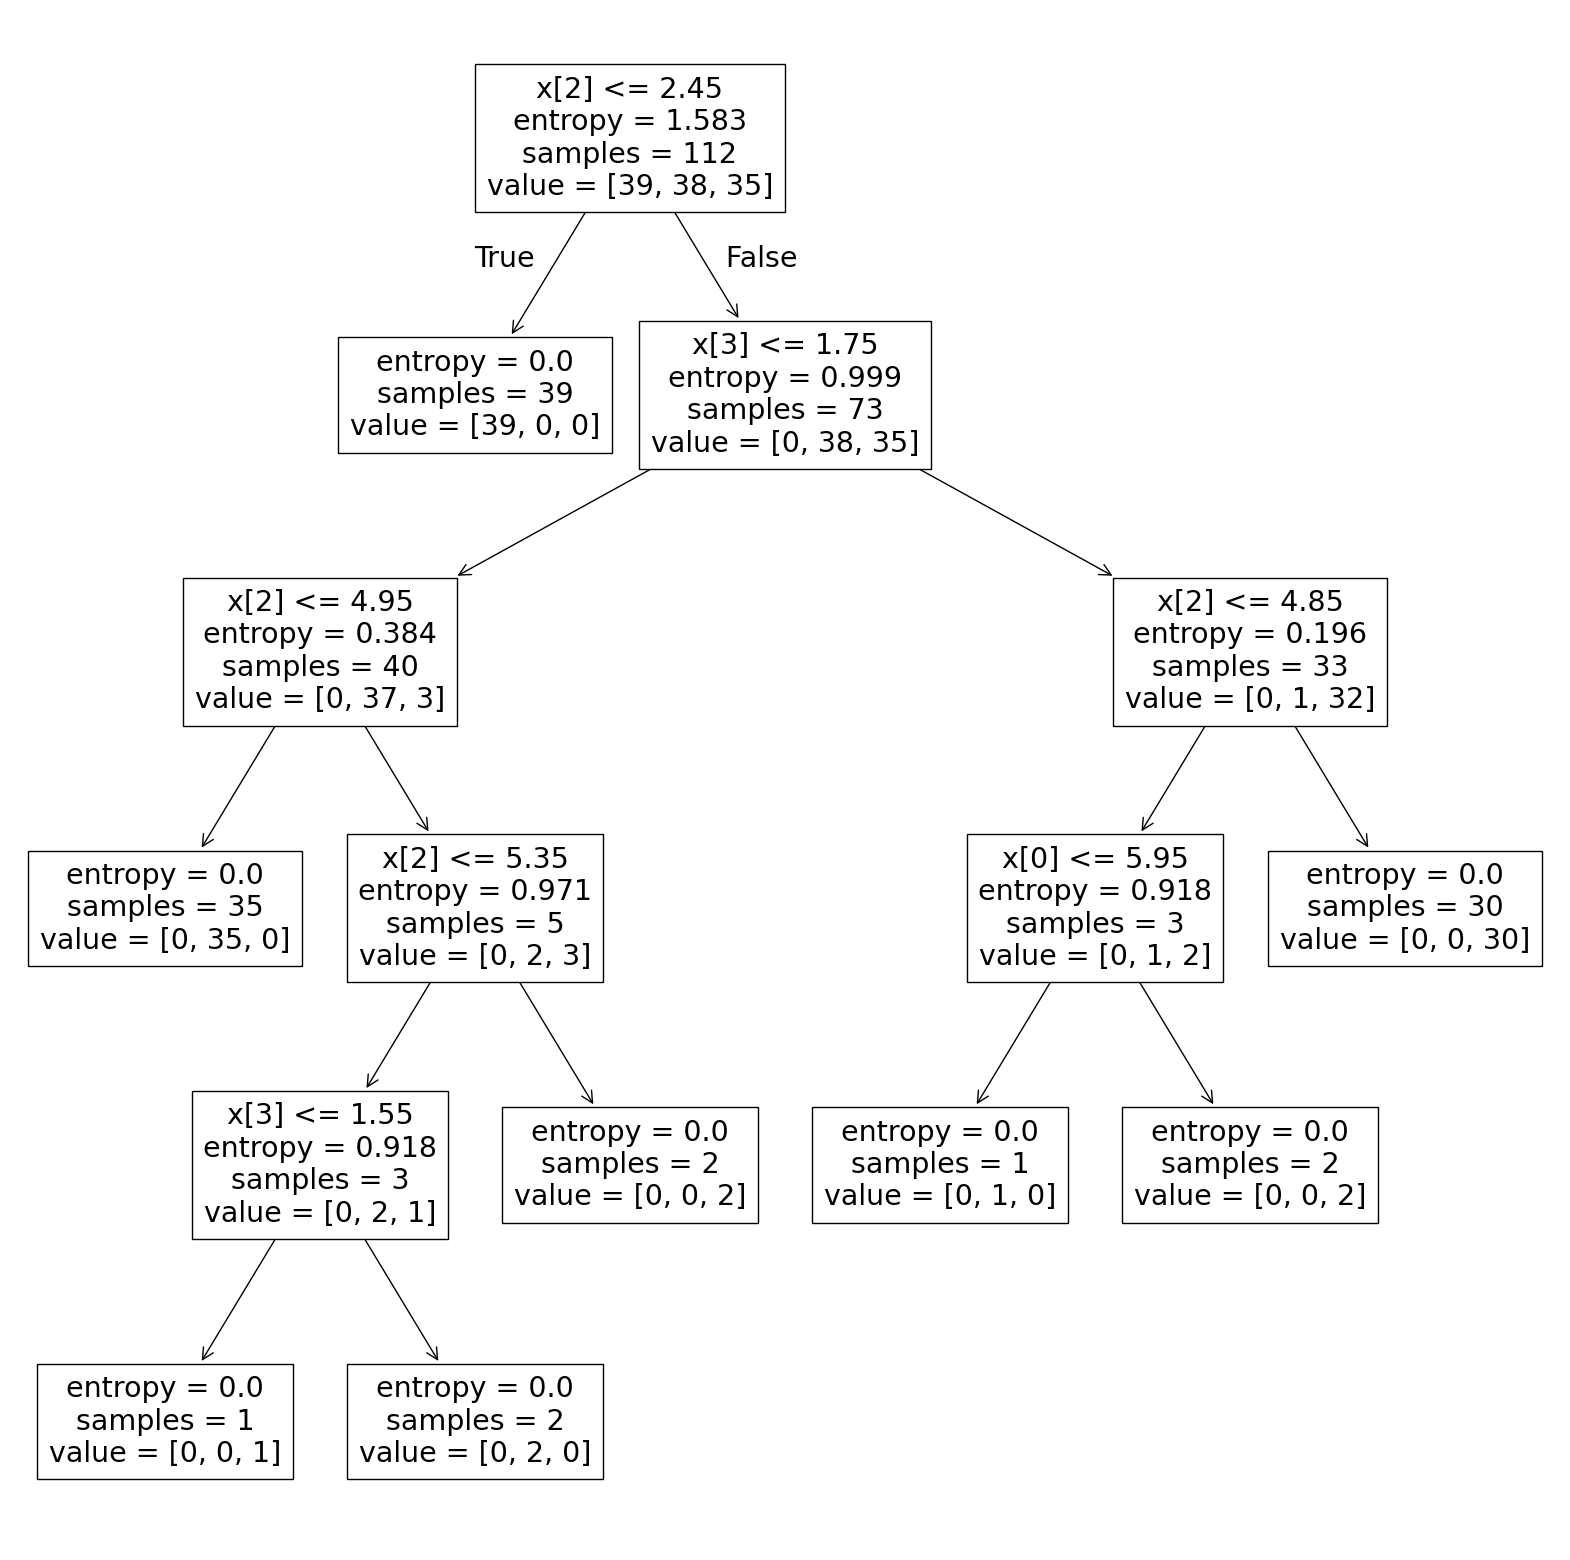 x[2] <= 2.45
entropy = 1.583
samples = 112
value = [39, 38, 35]
True
False
entropy = 0.0
samples = 39
value = [39, 0, 0]
x[3] <= 1.75
entropy = 0.999
samples = 73
value = [0, 38, 35]
x[2] <= 4.95
entropy = 0.384
samples = 40
value = [0, 37, 3]
x[2] <= 4.85
entropy = 0.196
samples = 33
value = [0, 1, 32]
entropy = 0.0
samples = 35
value = [0, 35, 0]
x[2] <= 5.35
entropy = 0.971
samples = 5
value = [0, 2, 3]
x[0] <= 5.95
entropy = 0.918
samples = 3
value = [0, 1, 2]
entropy = 0.0
samples = 30
value = [0, 0, 30]
x[3] <= 1.55
entropy = 0.918
samples = 3
value = [0, 2, 1]
entropy = 0.0
samples = 2
value = [0, 0, 2]
entropy = 0.0
samples = 1
value = [0, 1, 0]
entropy = 0.0
samples = 2
value = [0, 0, 2]
entropy = 0.0
samples = 1
value = [0, 0, 1]
entropy = 0.0
samples = 2
value = [0, 2, 0]